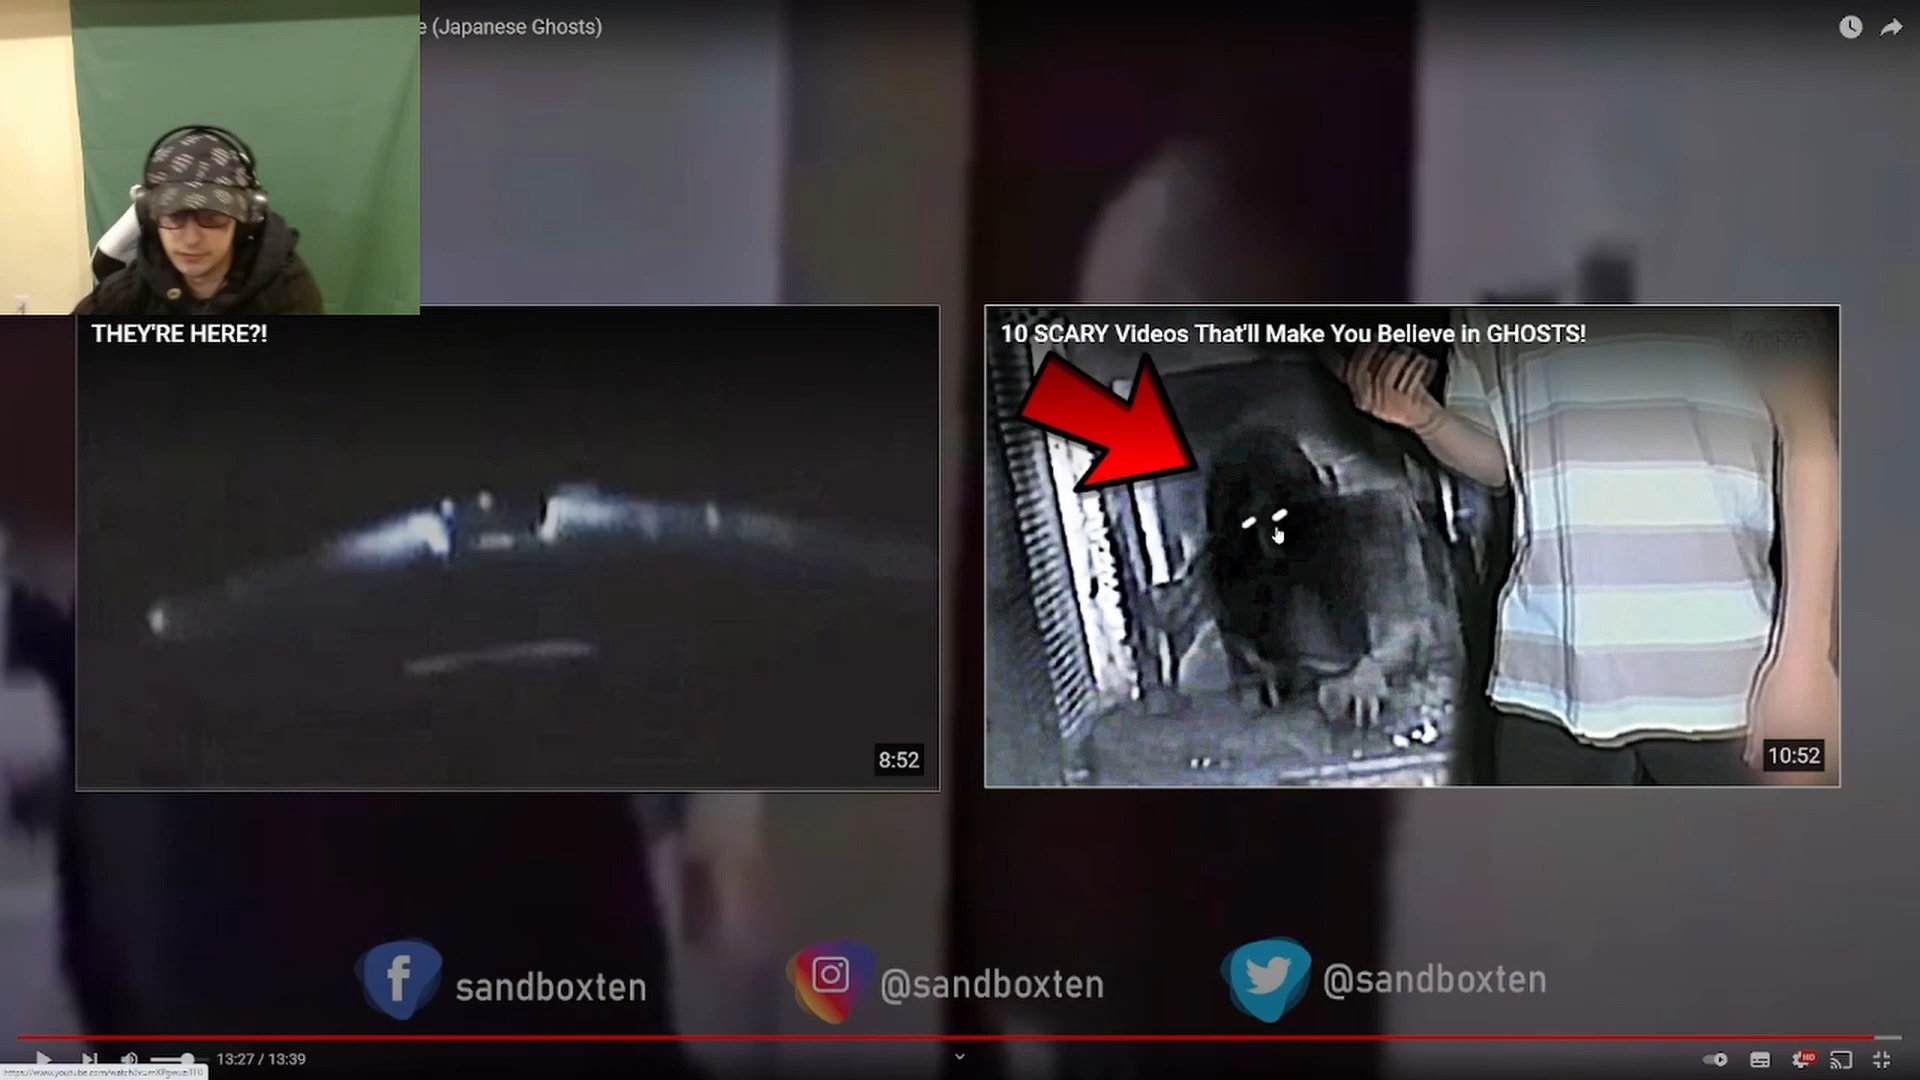 e (Japanese Ghosts)
THEY'RE HERE?!
8:52
10 SCARY Videos That'll Make You Believe in GHOSTS!
10:52
sandboxten
@sandboxten
@sandboxten
13:27 / 13:39
HD